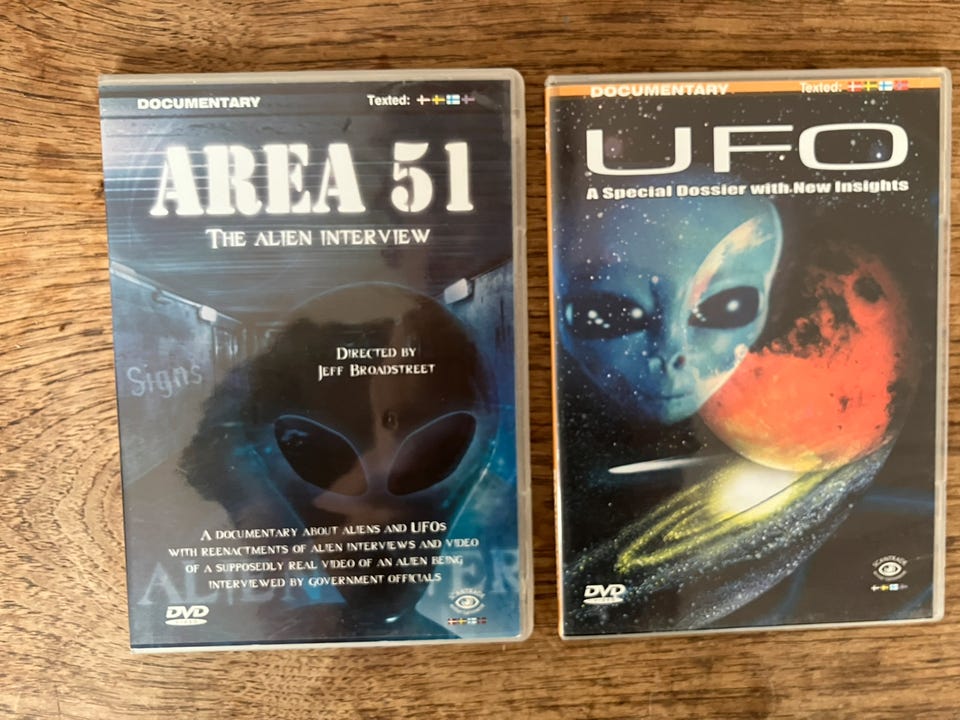 DOCUMENTARY
Texted:
AREA 51
THE ALIEN INTERVIEW
DIRECTED BY
JEFF BROADSTREET
Signs
A DOCUMENTARY ABOUT ALIENS AND UFOS
WITH REENACTMENTS OF ALIEN INTERVIEWS AND VIDEO
OF A SUPPOSEDLY REAL VIDEO OF AN ALIEN BEING
INTERVIEWED BY GOVERNMENT OFFICIALS
DVD
SCANTRADE
DOCUMENTARY
Texted:
UFO
A Special Dossier with New Insights
DVD
SCANTRADE